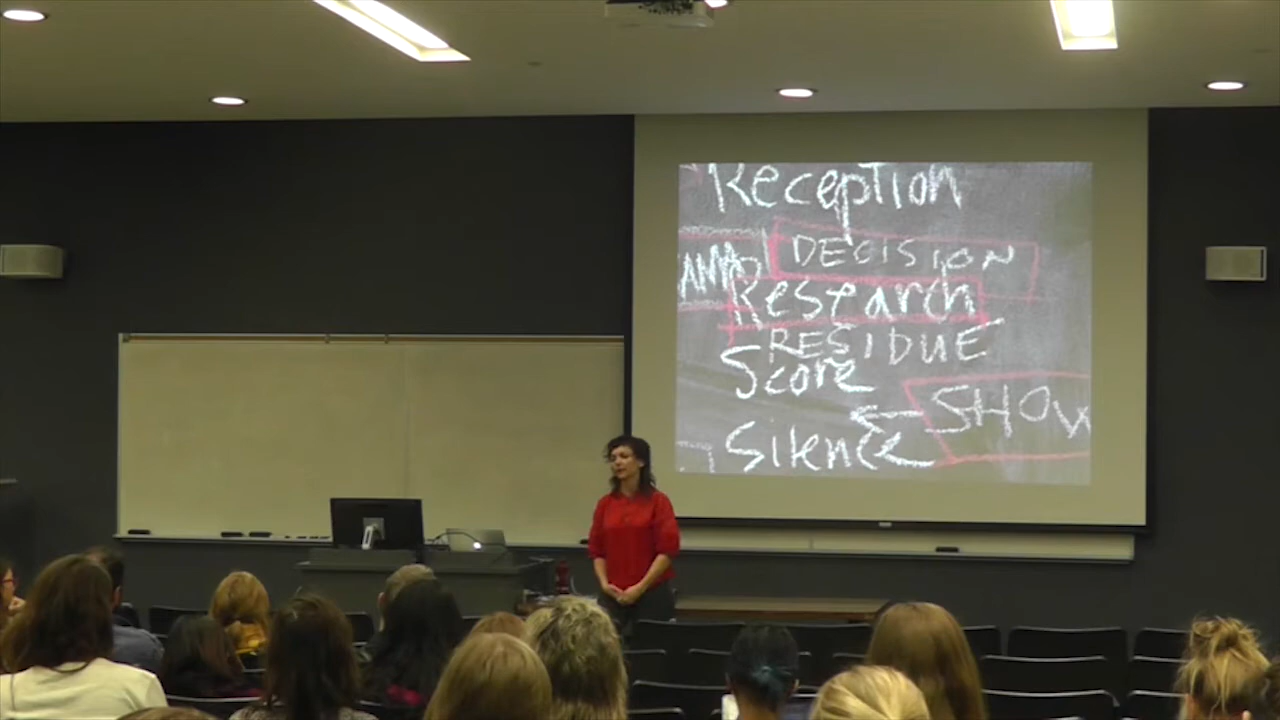 Reception
DECISION
Research
RESIDUE
Score
SHOW
Silence